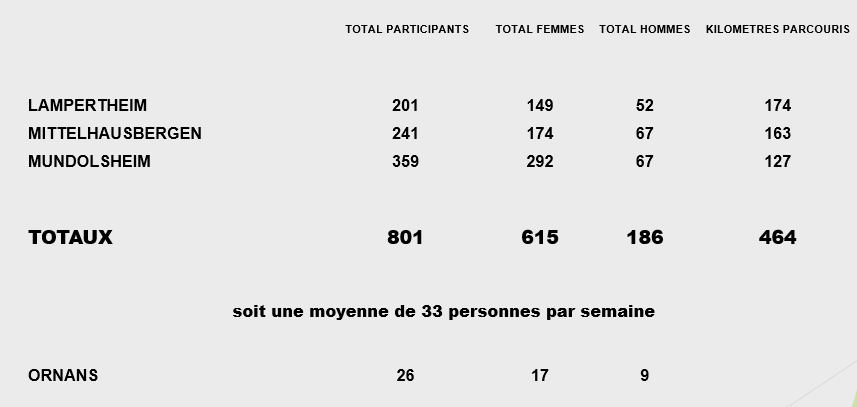 TOTAL PARTICIPANTS TOTAL FEMMES TOTAL HOMMES KILOMETRES PARCOURIS
LAMPERTHEIM 201 149 52 174
MITTELHAUSBERGEN 241 174 67 163
MUNDOLSHEIM 359 292 67 127
TOTAUX 801 615 186 464
soit une moyenne de 33 personnes par semaine
ORNANS 26 17 9